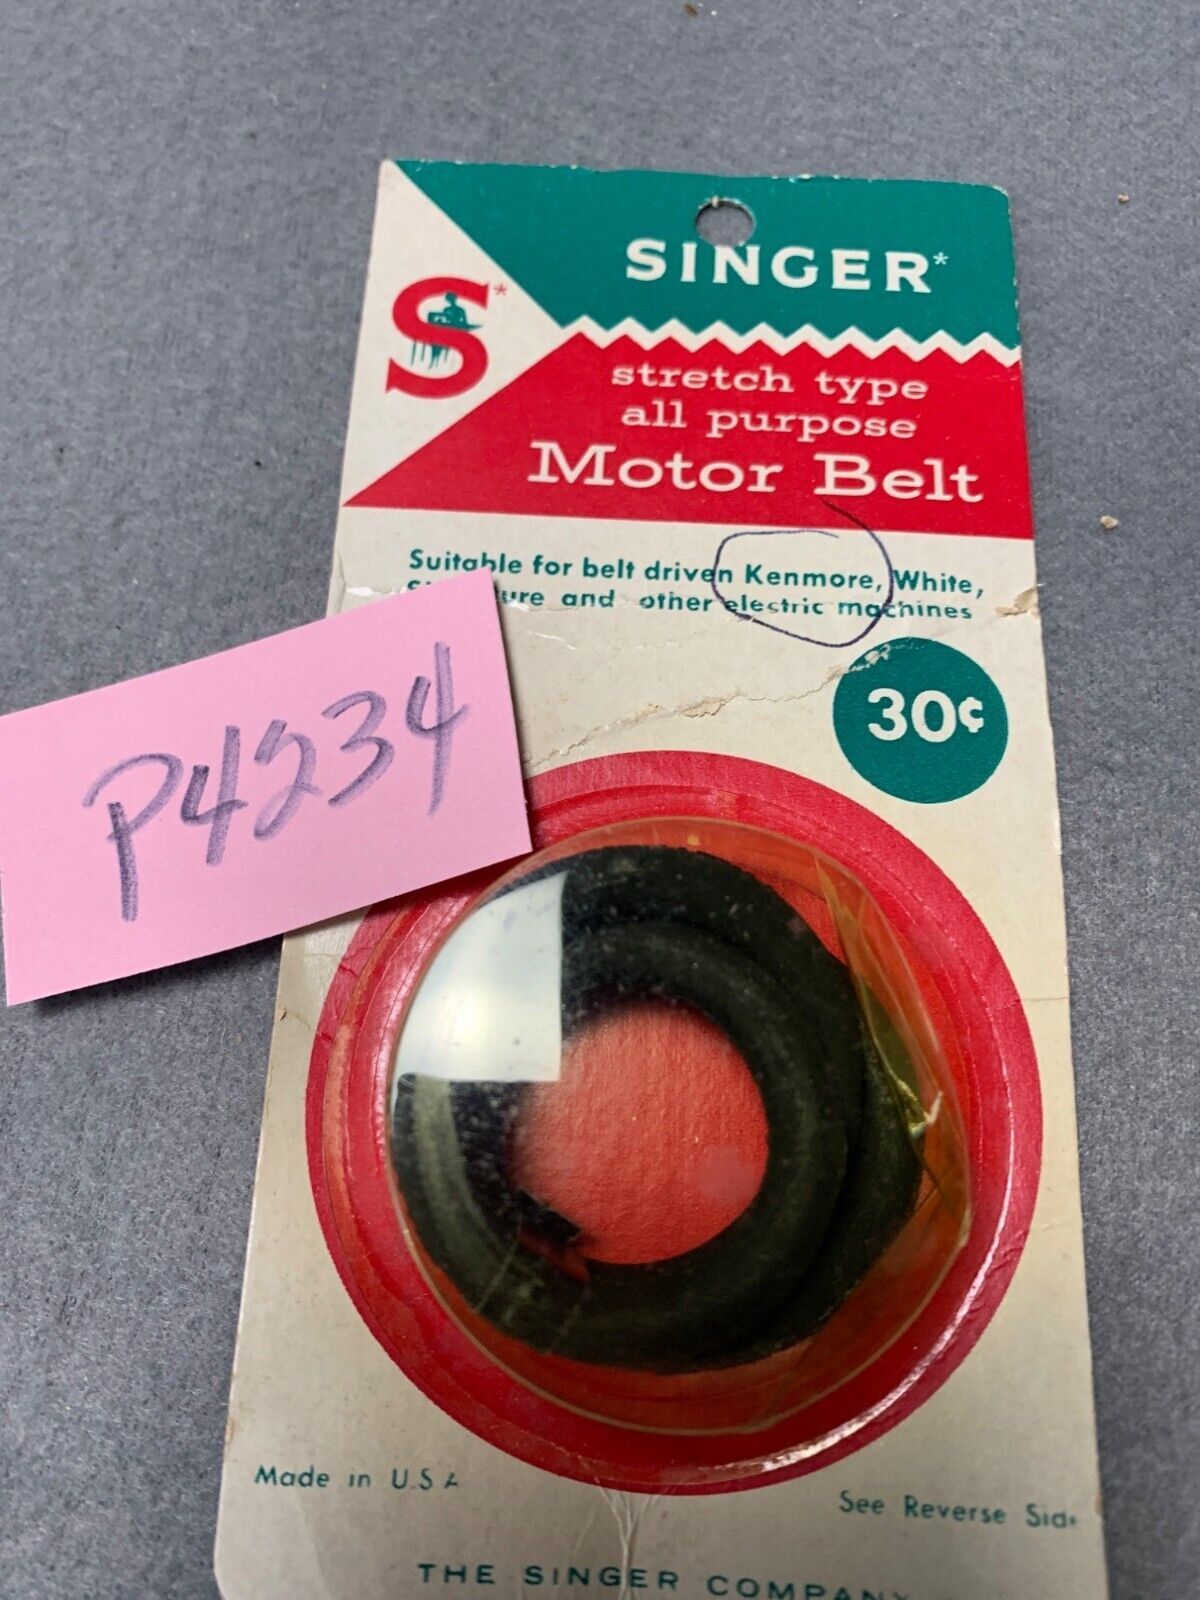 SINGER*
S*
stretch type
all purpose
Motor Belt
Suitable for belt driven Kenmore, White,
and other electric machines
30¢
P4234
Made in U.S.A
See Reverse Side
THE SINGER COMPANY